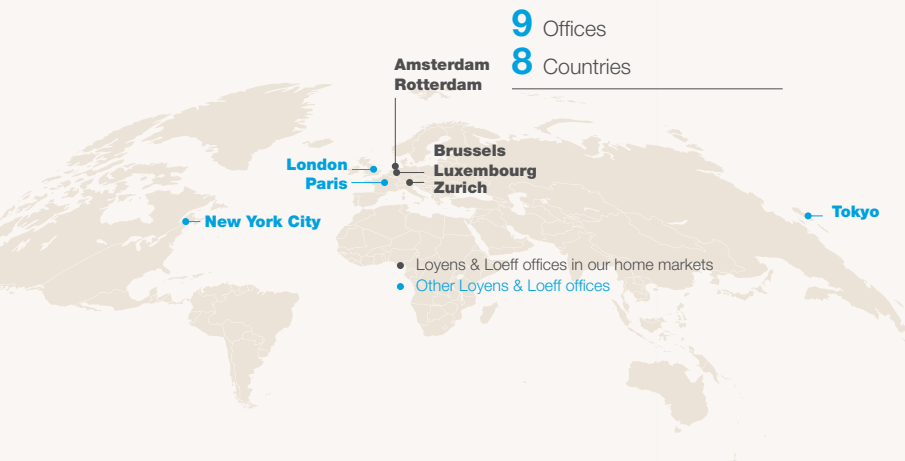 9 Offices
8 Countries
Amsterdam
Rotterdam
Brussels
Luxembourg
Zurich
London
Paris
New York City
Tokyo
Loyens & Loeff offices in our home markets
Other Loyens & Loeff offices